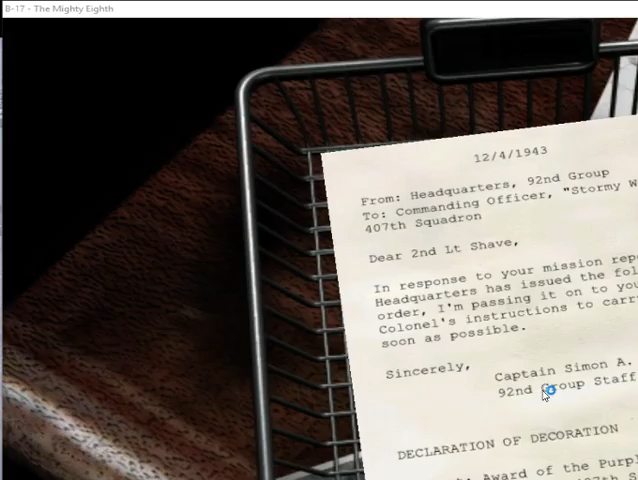 B-17 - The Mighty Eighth
12/4/1943
From: Headquarters, 92nd Group
To: Commanding Officer, "Stormy W
407th Squadron
Dear 2nd Lt Shave,
In response to your mission rep
Headquarters has issued the fol
order, I'm passing it on to you
Colonel's instructions to carr
soon as possible.
Sincerely,
Captain Simon A.
92nd Group Staff
DECLARATION OF DECORATION
: Award of the Purpl
407th S